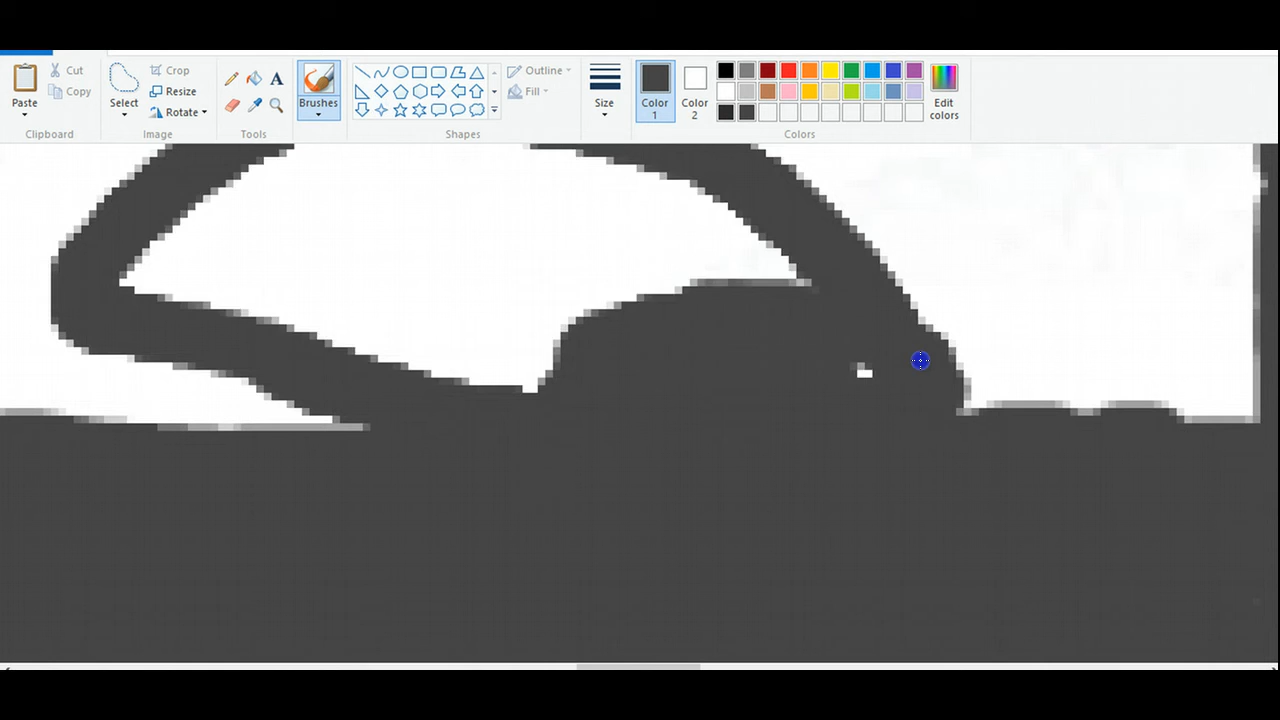 Paste
Cut
Copy
Clipboard
Select
Crop
Resize
Rotate
Image
A
Tools
Brushes
Shapes
Outline
Fill
Size
Color
1
Color
2
Edit
colors
Colors